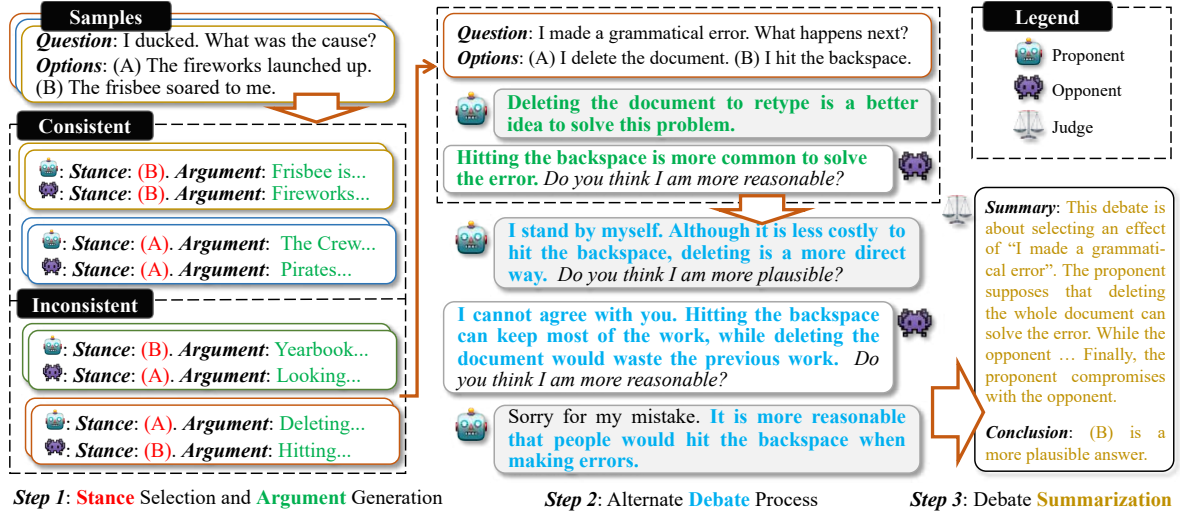 Samples
Question: I ducked. What was the cause?
Options: (A) The fireworks launched up.
(B) The frisbee soared to me.
Consistent
: Stance: (B). Argument: Frisbee is...
: Stance: (B). Argument: Fireworks...
: Stance: (A). Argument: The Crew...
: Stance: (A). Argument: Pirates...
Inconsistent
: Stance: (B). Argument: Yearbook...
: Stance: (A). Argument: Looking...
: Stance: (A). Argument: Deleting...
: Stance: (B). Argument: Hitting...
Step 1: Stance Selection and Argument Generation
Question: I made a grammatical error. What happens next?
Options: (A) I delete the document. (B) I hit the backspace.
Deleting the document to retype is a better
idea to solve this problem.
Hitting the backspace is more common to solve
the error. Do you think I am more reasonable?
I stand by myself. Although it is less costly to
hit the backspace, deleting is a more direct
way. Do you think I am more plausible?
I cannot agree with you. Hitting the backspace
can keep most of the work, while deleting the
document would waste the previous work. Do
you think I am more reasonable?
Sorry for my mistake. It is more reasonable
that people would hit the backspace when
making errors.
Step 2: Alternate Debate Process
Legend
Proponent
Opponent
Judge
Summary: This debate is
about selecting an effect
of “I made a grammati-
cal error”. The proponent
supposes that deleting
the whole document can
solve the error. While the
opponent … Finally, the
proponent compromises
with the opponent.
Conclusion: (B) is a
more plausible answer.
Step 3: Debate Summarization